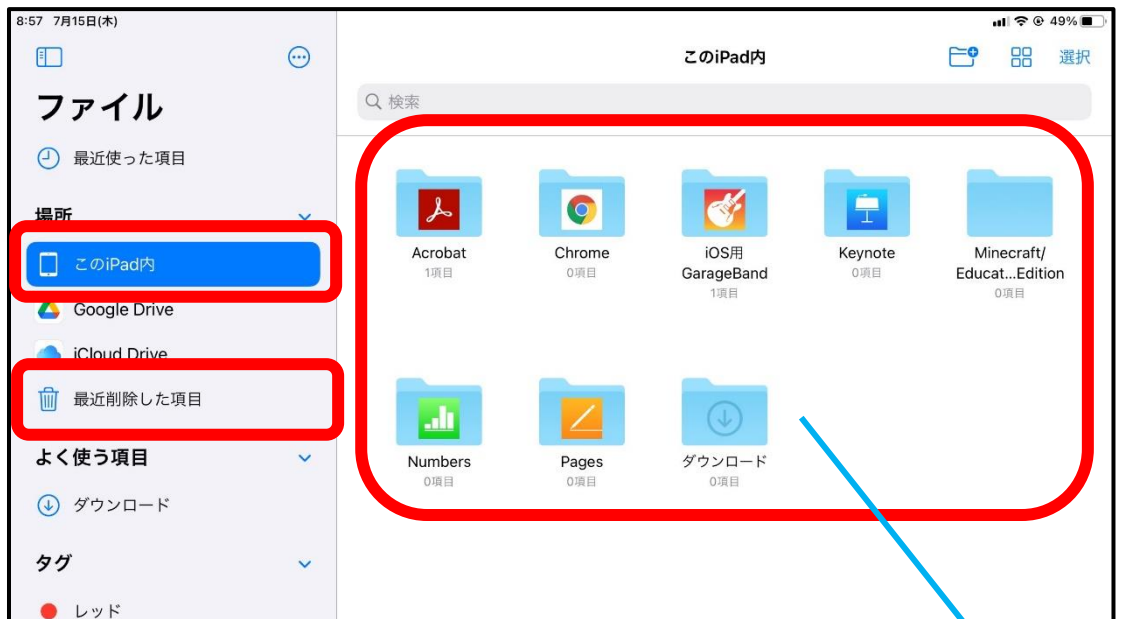 8:57 7月15日(木)
49%
ファイル
最近使った項目
場所
このiPad内
Google Drive
iCloud Drive
最近削除した項目
よく使う項目
ダウンロード
タグ
レッド
このiPad内
選択
検索
Acrobat
1項目
Chrome
0項目
iOS用
GarageBand
1項目
Keynote
0項目
Minecraft/
Educat...Edition
0項目
Numbers
0項目
Pages
0項目
ダウンロード
0項目